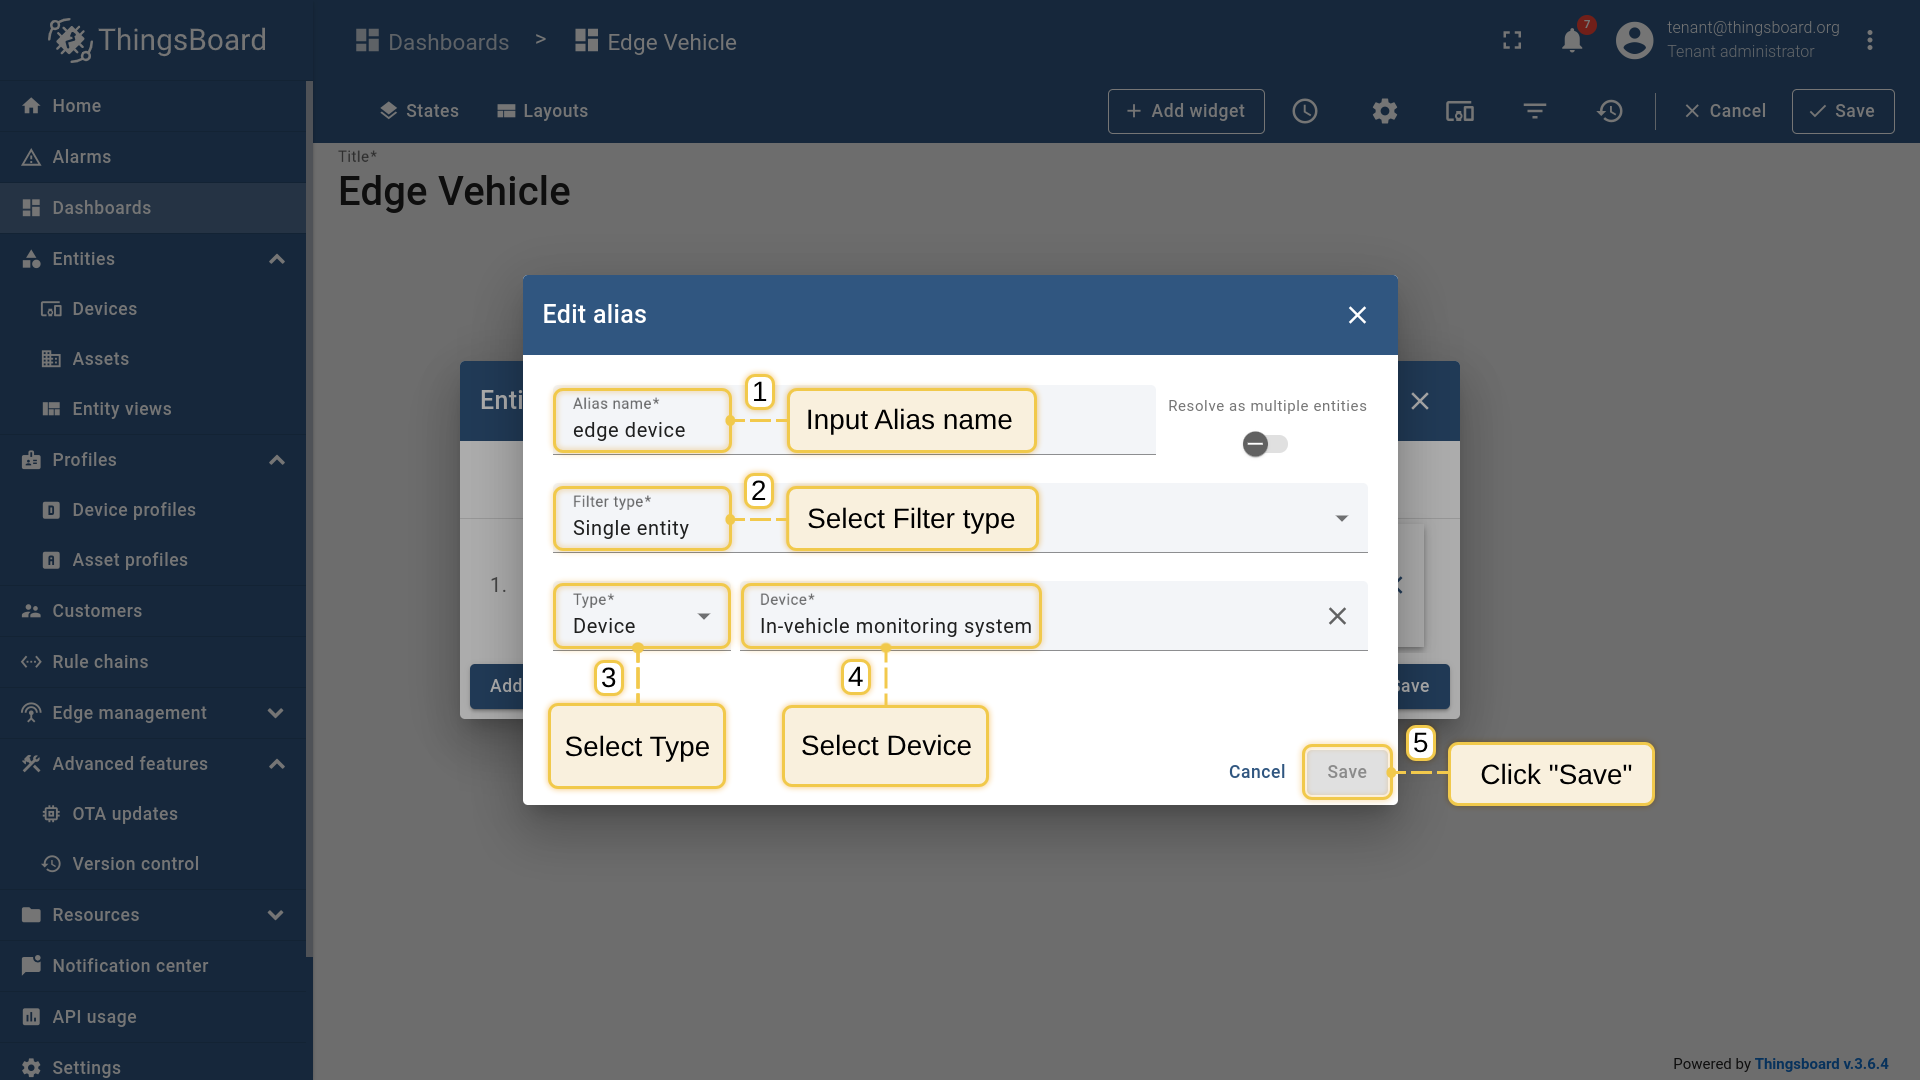 ThingsBoard
Dashboards > Edge Vehicle
7
tenant@thingsboard.org
Tenant administrator
Home
Alarms
Dashboards
Entities
Devices
Assets
Entity views
Profiles
D Device profiles
A Asset profiles
Customers
Rule chains
Edge management
Advanced features
OTA updates
Version control
Resources
Notification center
API usage
Settings
States Layouts
+ Add widget
Cancel Save
Title*
Edge Vehicle
Enti
1.
Add
Save
Edit alias
Alias name*
edge device
1
Input Alias name
Resolve as multiple entities
Filter type*
Single entity
2
Select Filter type
Type*
Device
Device*
In-vehicle monitoring system
3
4
Select Type
Select Device
Cancel Save
5
Click "Save"
Powered by Thingsboard v.3.6.4